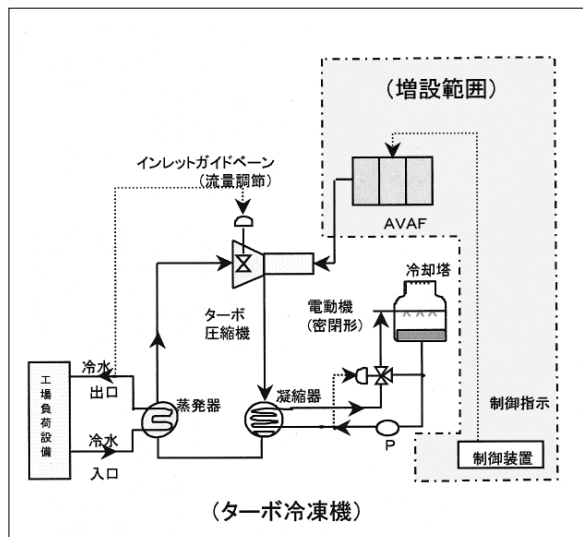 (増設範囲)
インレットガイドベーン
(流量調節)
AVAF
冷却塔
電動機
(密閉形)
ターボ
圧縮機
冷水
出口
工場負荷設備
蒸発器
凝縮器
冷水
入口
P
制御指示
制御装置
(ターボ冷凍機)